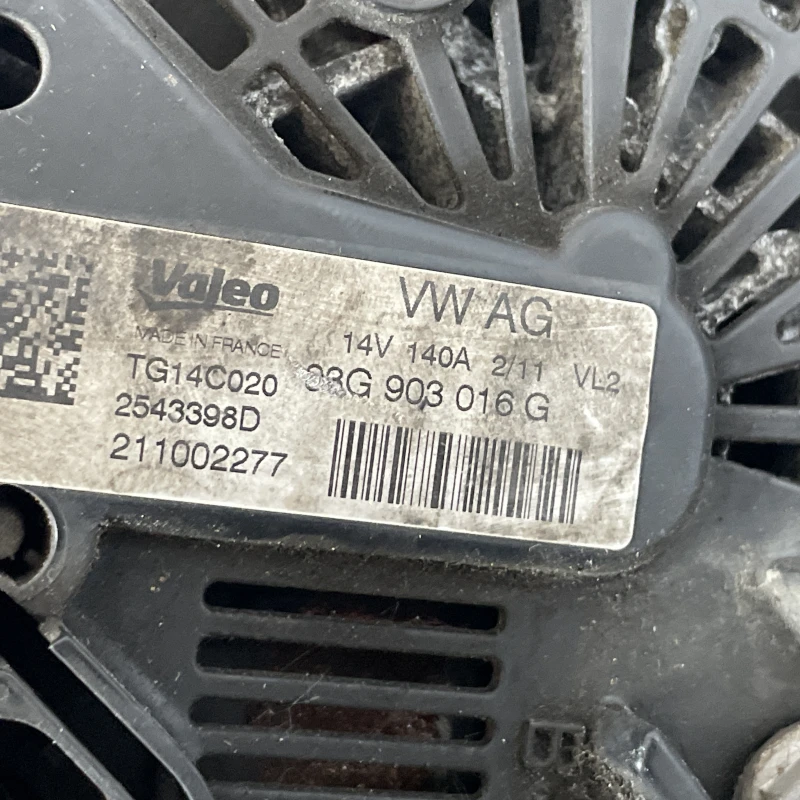 Valeo
VW AG
MADE IN FRANCE
14V 140A 2/11 VL2
TG14C020
03G 903 016 G
2543398D
211002277
B